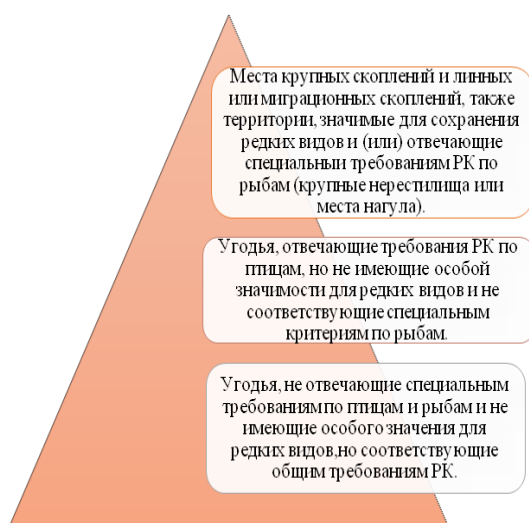 Места крупных скоплений и линных
или миграционных скоплений, также
территории, значимые для сохранения
редких видов и (или) отвечающие
специальныи требованиям РК по
рыбам (крупные нерестилища или
места нагула).
Угодья, отвечающие требования РК по
птицам, но не имеющие особой
значимости для редких видов и не
соответствующие специальным
критериям по рыбам.
Угодья, не отвечающие специальным
требованиям по птицам и рыбам и не
имеющие особого значения для
редких видов,но соответствующие
общим требованиям РК.